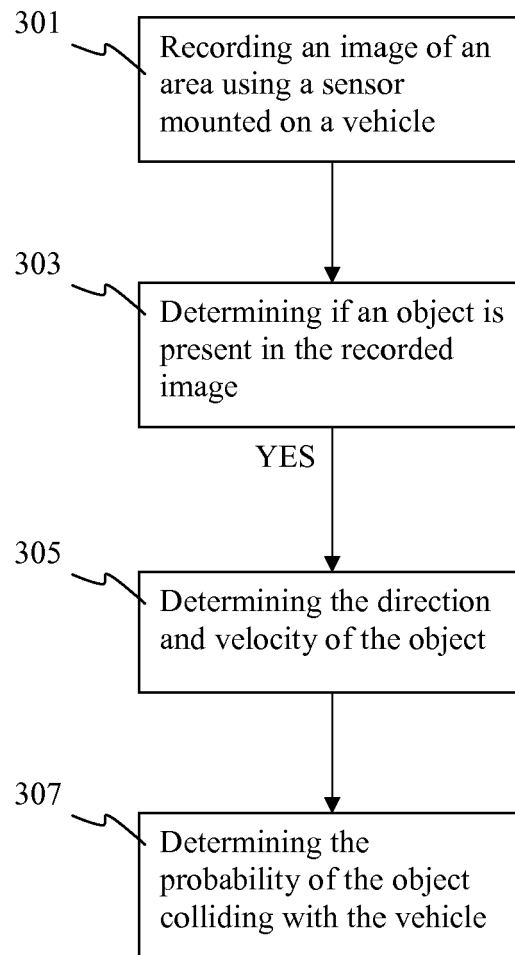 301
Recording an image of an
area using a sensor
mounted on a vehicle
303
Determining if an object is
present in the recorded
image
YES
305
Determining the direction
and velocity of the object
307
Determining the
probability of the object
colliding with the vehicle